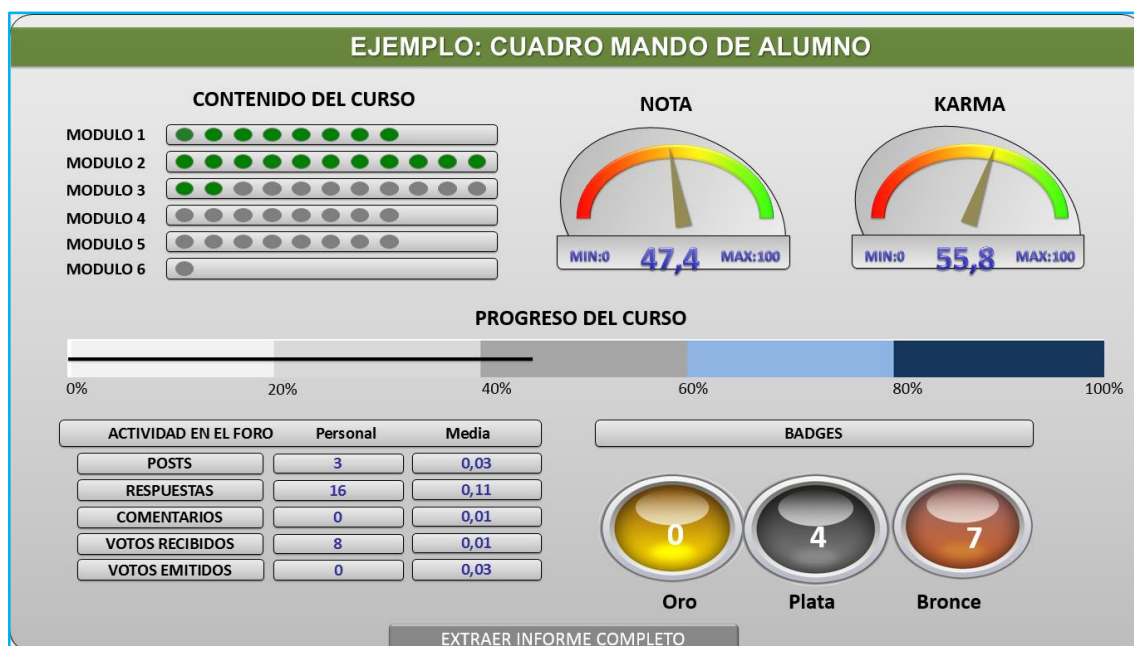 EJEMPLO: CUADRO MANDO DE ALUMNO
CONTENIDO DEL CURSO
MODULO 1
MODULO 2
MODULO 3
MODULO 4
MODULO 5
MODULO 6
NOTA
MIN:0 47,4 MAX:100
KARMA
MIN:0 55,8 MAX:100
PROGRESO DEL CURSO
0% 20% 40% 60% 80% 100%
ACTIVIDAD EN EL FORO Personal Media
POSTS 3 0,03
RESPUESTAS 16 0,11
COMENTARIOS 0 0,01
VOTOS RECIBIDOS 8 0,01
VOTOS EMITIDOS 0 0,03
BADGES
0 4 7
Oro Plata Bronce
EXTRAER INFORME COMPLETO